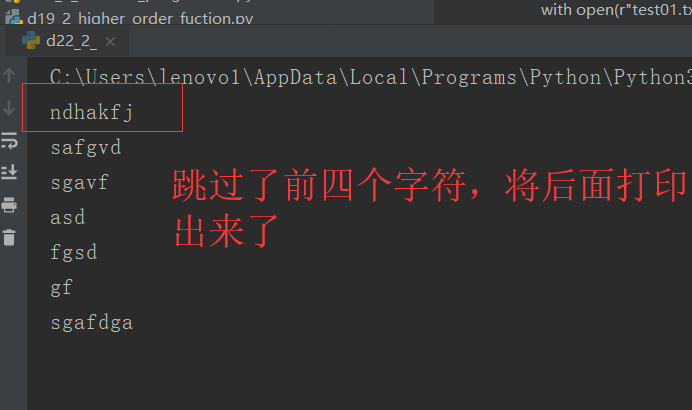 d19_2_higher_order_fuction.py
with open(r"test01.tx
d22_2_
C:\Users\lenovo1\AppData\Local\Programs\Python\Python3
ndhakfj
safgvd
sgavf
asd
fgsd
gf
sgafdga
跳过了前四个字符，将后面打印
出来了